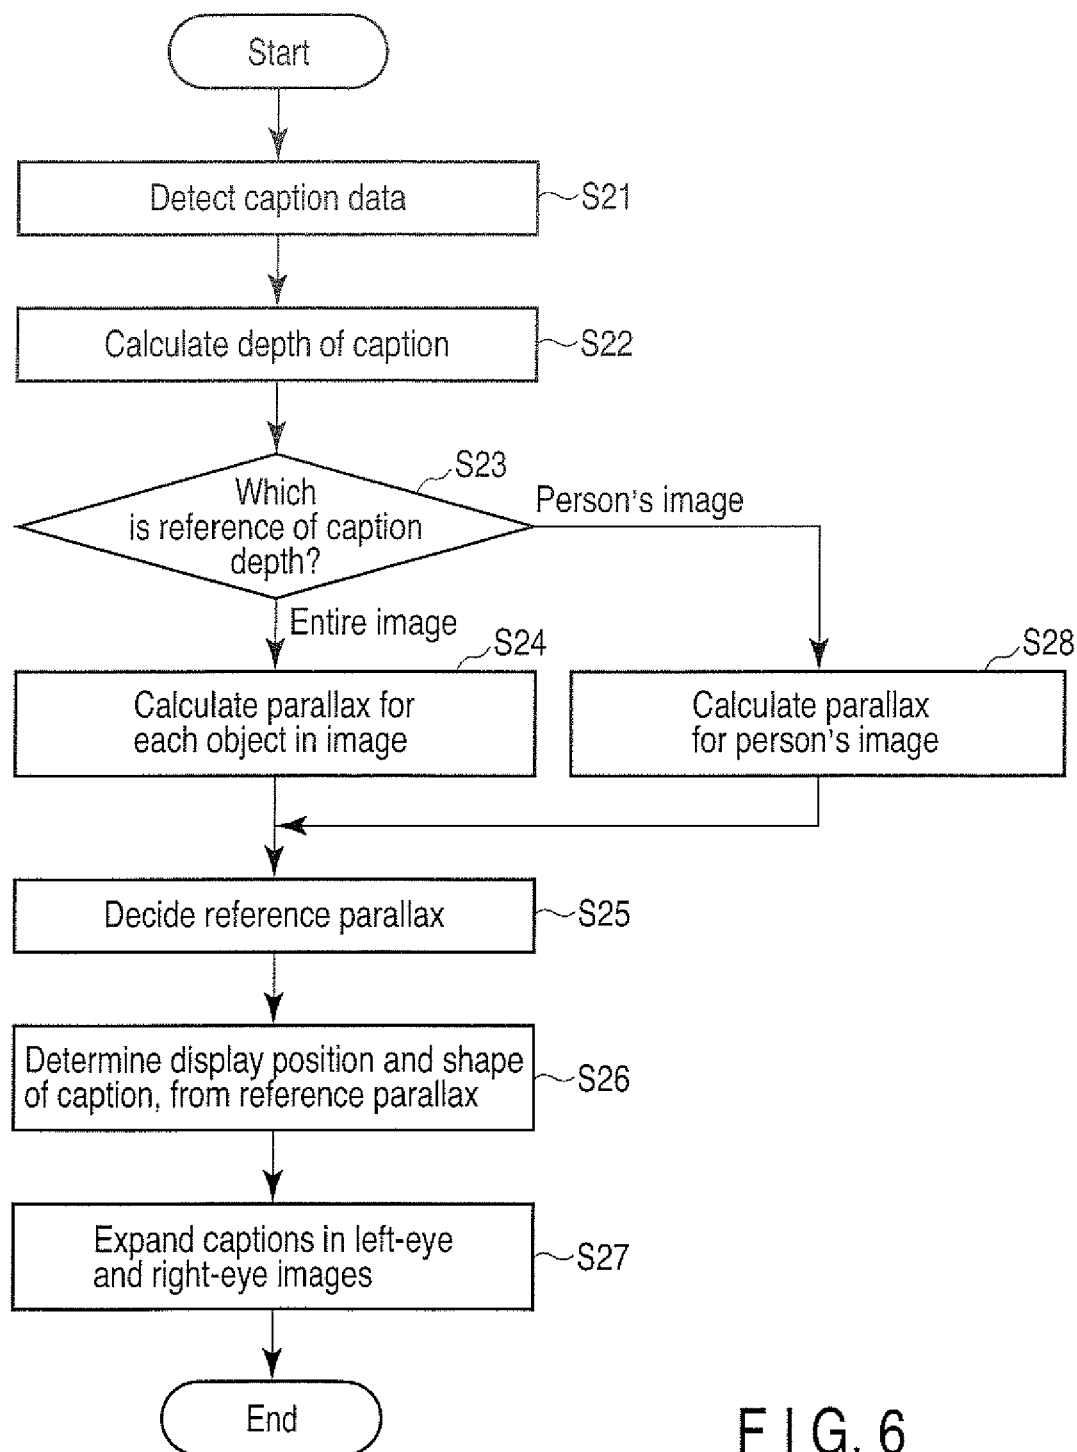 Start
Detect caption data
S21
Calculate depth of caption
S22
S23
Which
is reference of caption
depth?
Person's image
Entire image
S24
Calculate parallax for
each object in image
S28
Calculate parallax
for person's image
Decide reference parallax
S25
Determine display position and shape
of caption, from reference parallax
S26
Expand captions in left-eye
and right-eye images
S27
End
FIG. 6